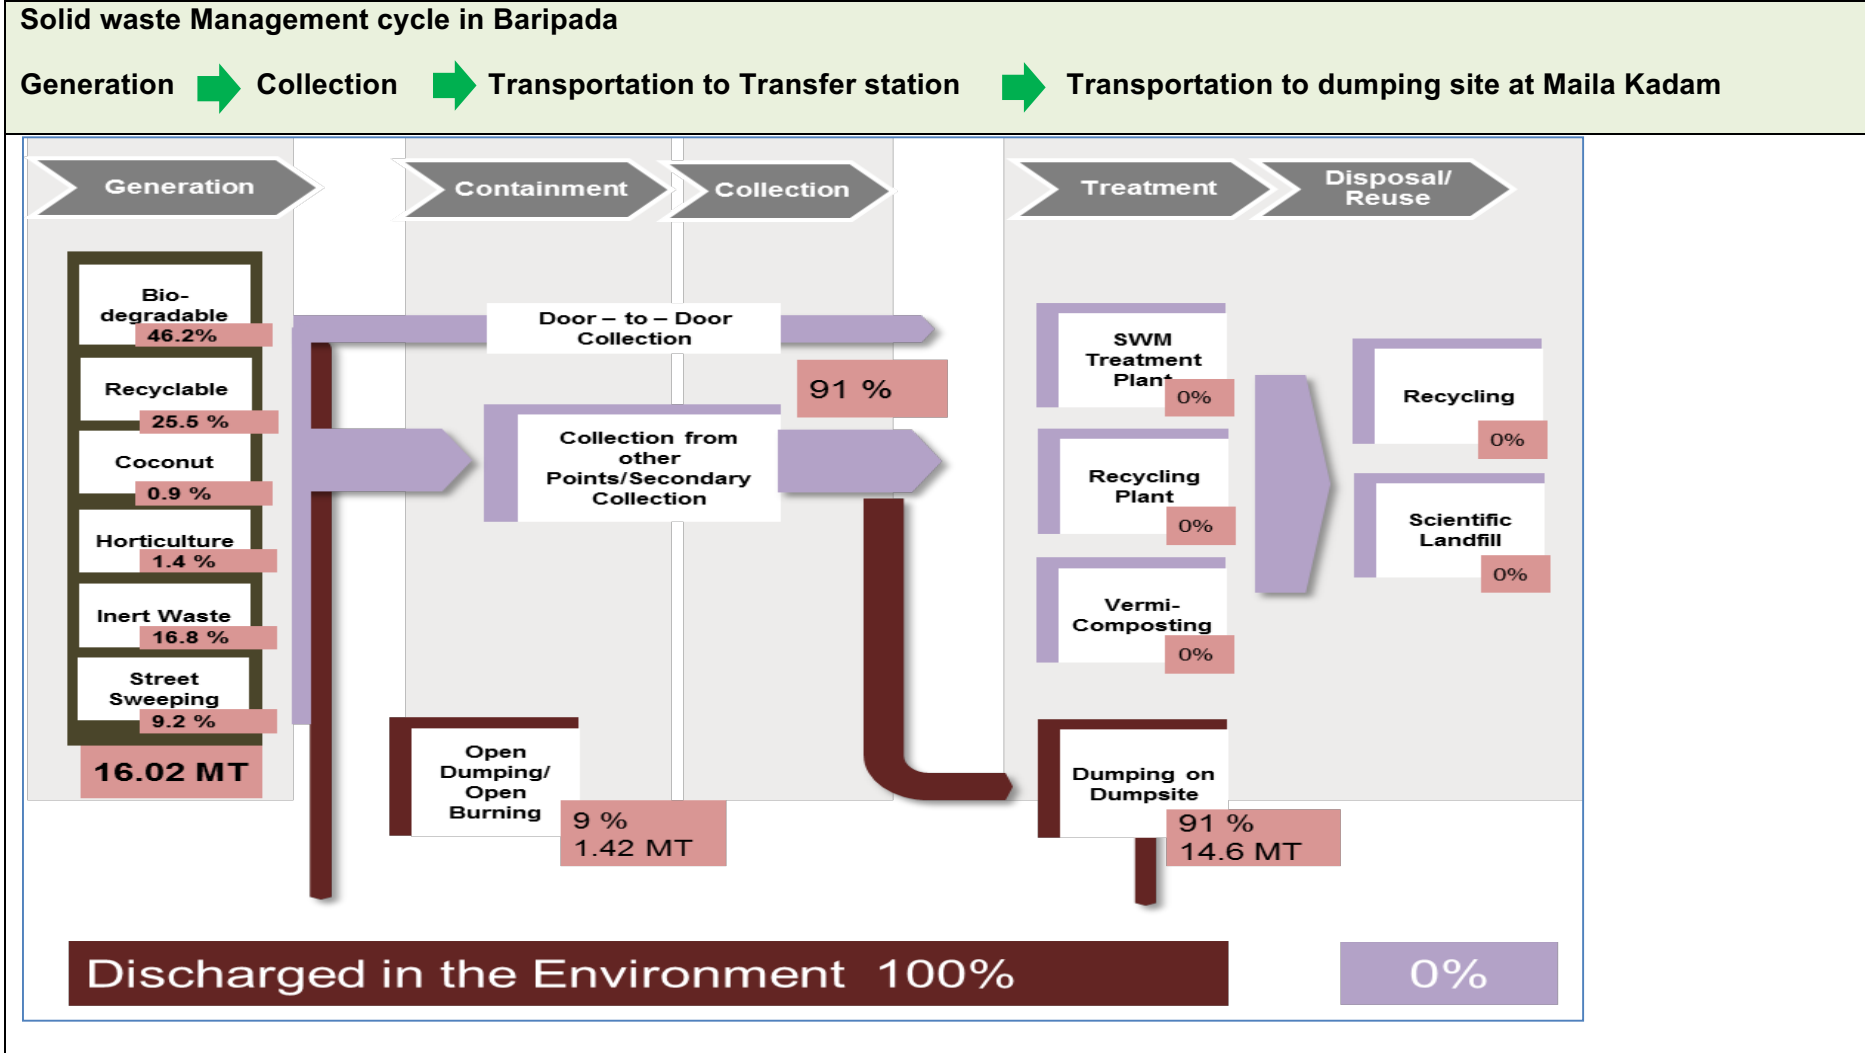 Solid waste Management cycle in Baripada
Generation Collection Transportation to Transfer station Transportation to dumping site at Maila Kadam
Generation
Containment
Collection
Treatment
Disposal/
Reuse
Bio-
degradable
46.2%
Recyclable
25.5 %
Coconut
0.9 %
Horticulture
1.4 %
Inert Waste
16.8 %
Street
Sweeping
9.2 %
16.02 MT
Door – to – Door
Collection
91 %
Collection from
other
Points/Secondary
Collection
Open
Dumping/
Open
Burning
9 %
1.42 MT
SWM
Treatment
Plant
0%
Recycling
Plant
0%
Vermi-
Composting
0%
Dumping on
Dumpsite
91 %
14.6 MT
Recycling
0%
Scientific
Landfill
0%
Discharged in the Environment 100%
0%